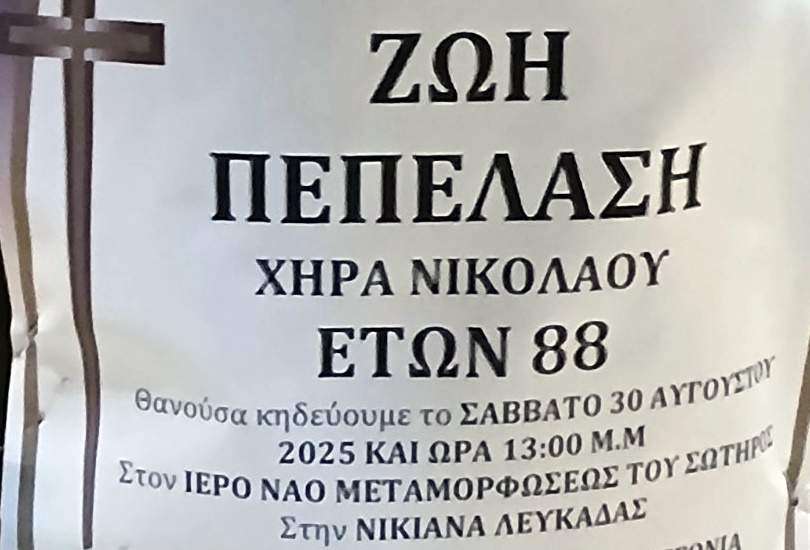 ΖΩΗ
ΠΕΠΕΛΑΣΗ
ΧΗΡΑ ΝΙΚΟΛΑΟΥ
ΕΤΩΝ 88
θανούσα κηδεύουμε το ΣΑΒΒΑΤΟ 30 ΑΥΓΟΥΣΤΟΥ
2025 ΚΑΙ ΩΡΑ 13:00 Μ.Μ
Στον ΙΕΡΟ ΝΑΟ ΜΕΤΑΜΟΡΦΩΣΕΩΣ ΤΟΥ ΣΩΤΗΡΟΣ
Στην ΝΙΚΙΑΝΑ ΛΕΥΚΑΔΑΣ